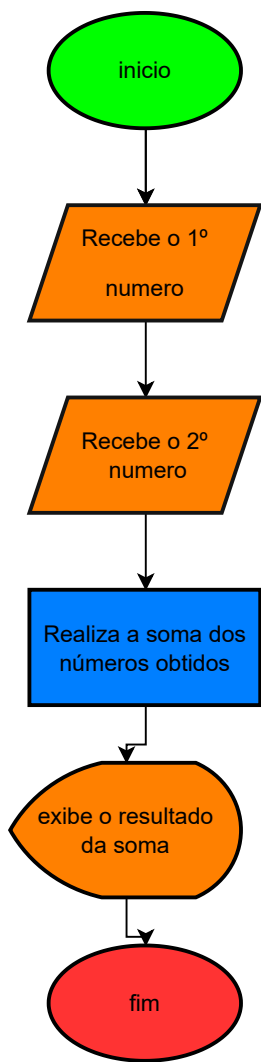 inicio
Recebe o 1º
numero
Recebe o 2º
numero
Realiza a soma dos
números obtidos
exibe o resultado
da soma
fim